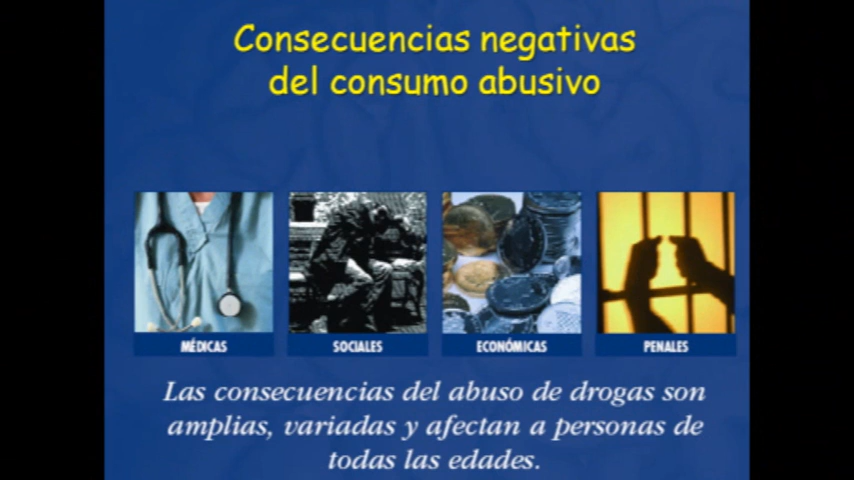 Consecuencias negativas
del consumo abusivo
MÉDICAS
SOCIALES
ECONÓMICAS
PENALES
Las consecuencias del abuso de drogas son
amplias, variadas y afectan a personas de
todas las edades.